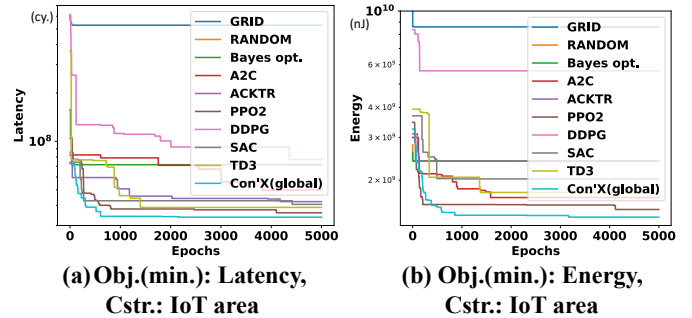 (cy.)
Latency
10^8
GRID
RANDOM
Bayes opt.
A2C
ACKTR
PPO2
DDPG
SAC
TD3
Con'X(global)
0 1000 2000 3000 4000 5000
Epochs
(a) Obj.(min.): Latency,
Cstr.: IoT area
10^10
(nJ)
Energy
6 × 10^9
4 × 10^9
3 × 10^9
2 × 10^9
GRID
RANDOM
Bayes opt.
A2C
ACKTR
PPO2
DDPG
SAC
TD3
Con'X(global)
0 1000 2000 3000 4000 5000
Epochs
(b) Obj.(min.): Energy,
Cstr.: IoT area